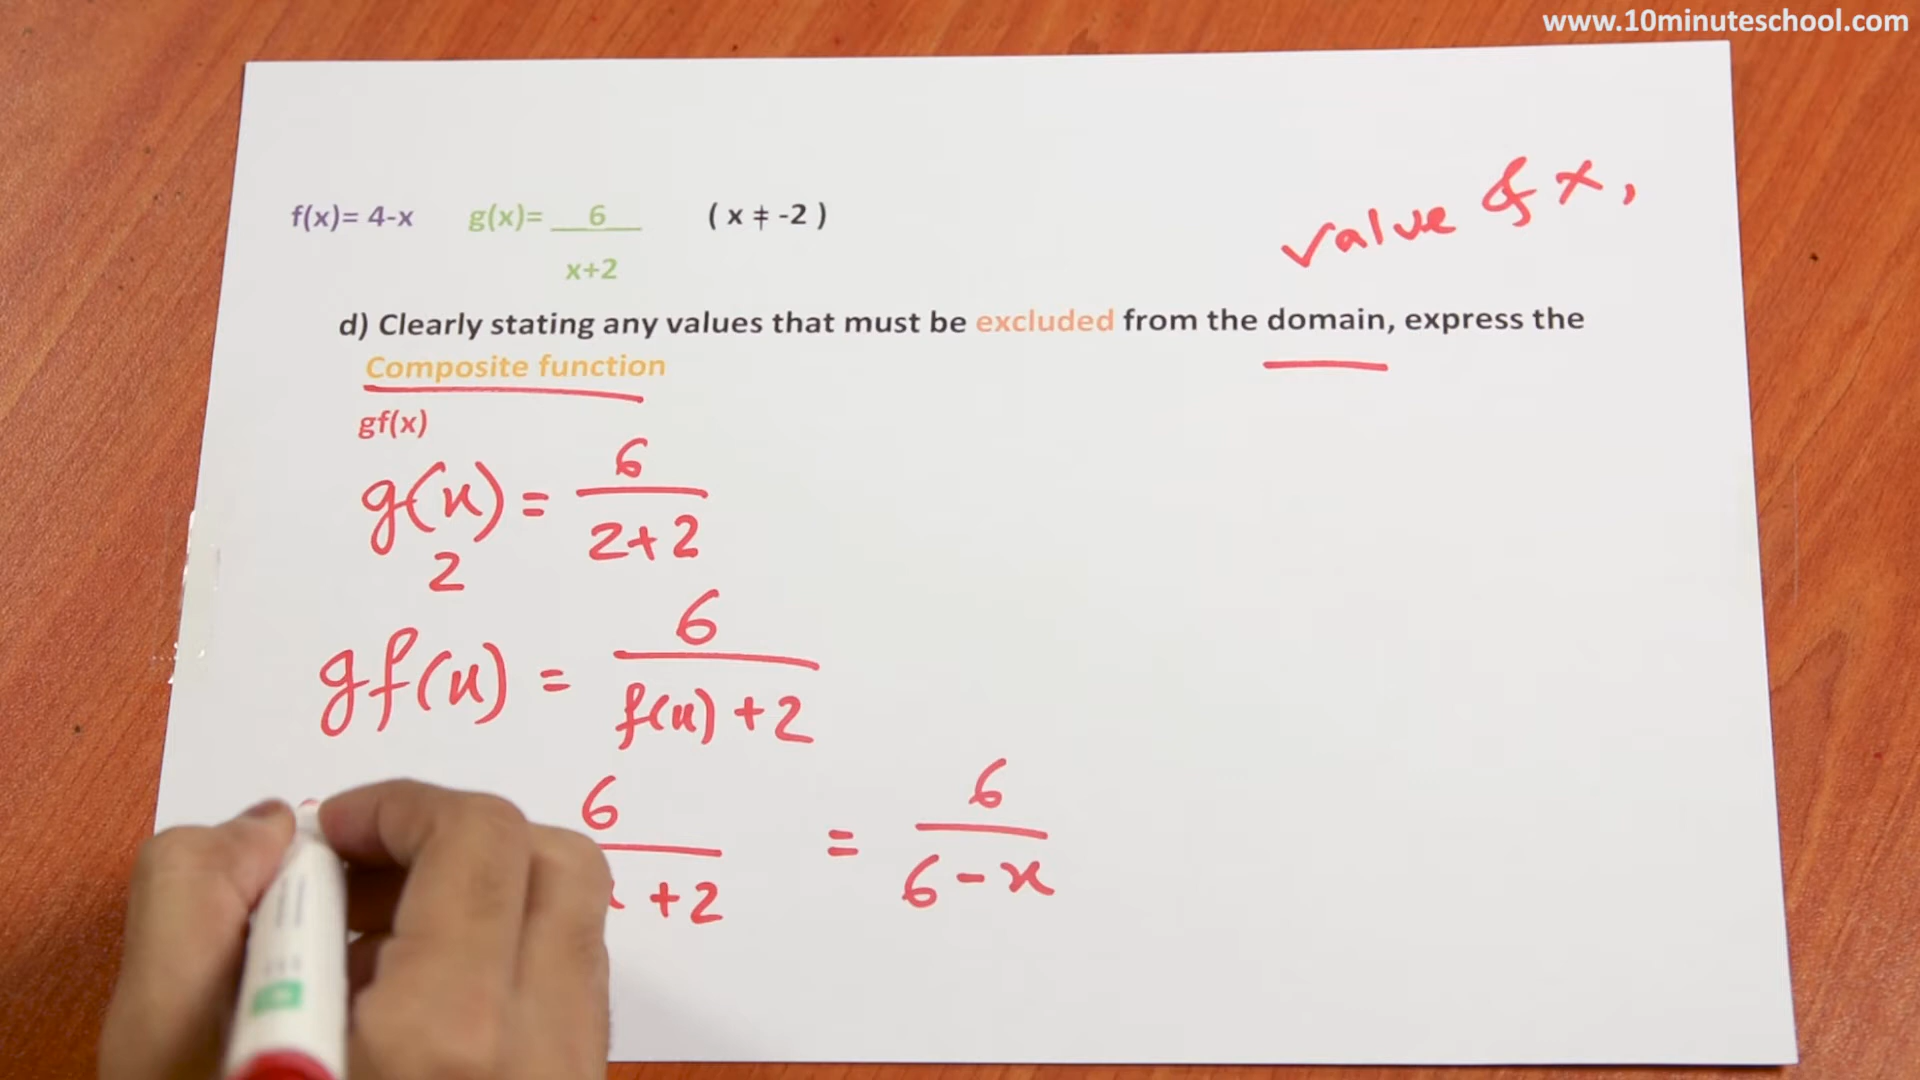 www.10minuteschool.com
f(x)= 4-x g(x)= 6 ( x ≠ -2 )
x+2
value of x,
d) Clearly stating any values that must be excluded from the domain, express the
Composite function
gf(x)
g(x) = 6
2+2
2
gf(x) = 6
f(x) + 2
6 = 6
+2 6 - x